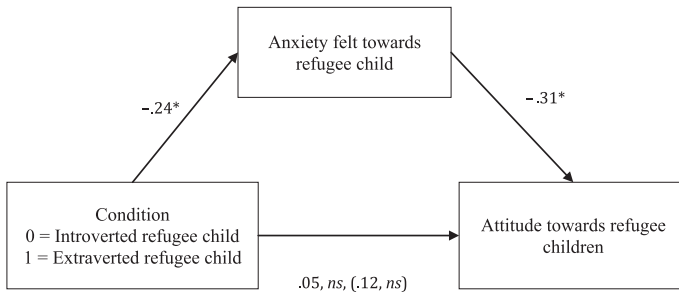 Anxiety felt towards
refugee child
–.24*
–.31*
Condition
0 = Introverted refugee child
1 = Extraverted refugee child
Attitude towards refugee
children
.05, ns, (.12, ns)